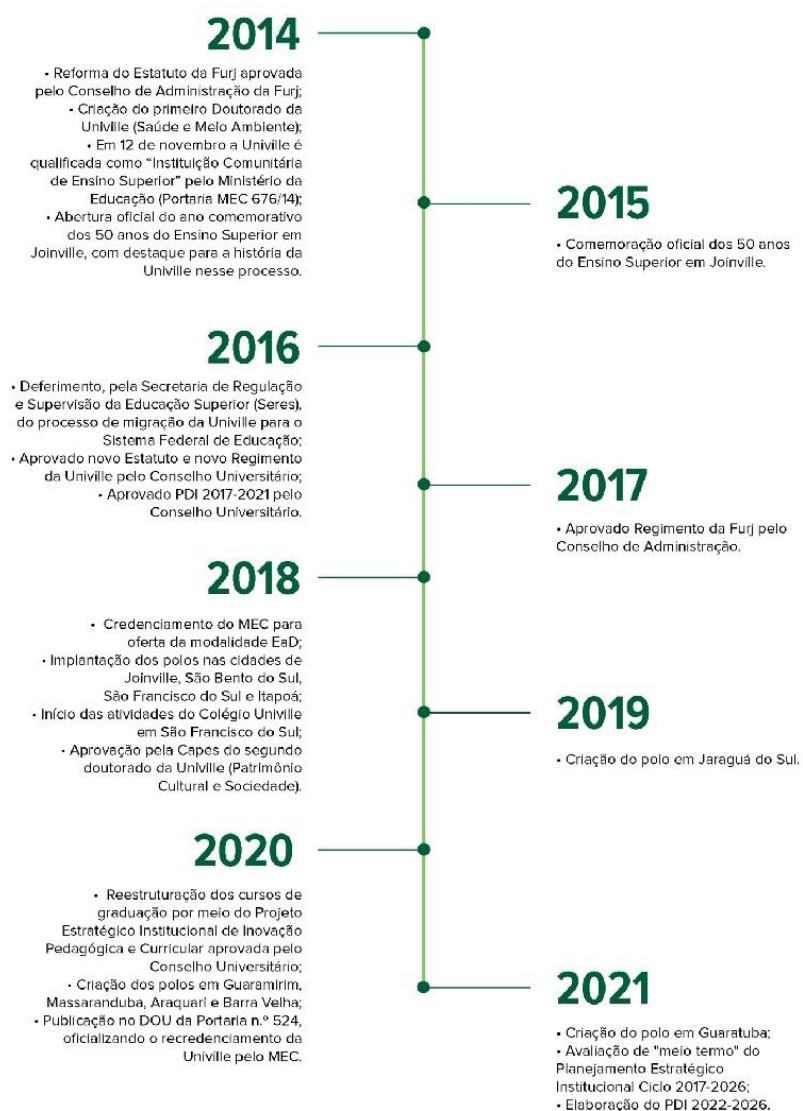 2014
• Reforma do Estatuto da Furj aprovada
pelo Conselho de Administração da Furj;
• Criação do primeiro Doutorado da
Univille (Saúde e Meio Ambiente);
• Em 12 de novembro a Univille é
qualificada como “Instituição Comunitária
de Ensino Superior” pelo Ministério da
Educação (Portaria MEC 676/14);
• Abertura oficial do ano comemorativo
dos 50 anos do Ensino Superior em
Joinville, com destaque para a história da
Univille nesse processo.
2015
• Comemoração oficial dos 50 anos
do Ensino Superior em Joinville.
2016
• Deferimento, pela Secretaria de Regulação
e Supervisão da Educação Superior (Seres),
do processo de migração da Univille para o
Sistema Federal de Educação;
• Aprovado novo Estatuto e novo Regimento
da Univille pelo Conselho Universitário;
• Aprovado PDI 2017-2021 pelo
Conselho Universitário.
2017
• Aprovado Regimento da Furj pelo
Conselho de Administração.
2018
• Credenciamento do MEC para
oferta da modalidade EaD;
• Implantação dos polos nas cidades de
Joinville, São Bento do Sul,
São Francisco do Sul e Itapoá;
• Início das atividades do Colégio Univille
em São Francisco do Sul;
• Aprovação pela Capes do segundo
doutorado da Univille (Patrimônio
Cultural e Sociedade).
2019
• Criação do polo em Jaraguá do Sul.
2020
• Reestruturação dos cursos de
graduação por meio do Projeto
Estratégico Institucional de Inovação
Pedagógica e Curricular aprovada pelo
Conselho Universitário;
• Criação dos polos em Guaramirim,
Massaranduba, Araquari e Barra Velha;
• Publicação no DOU da Portaria n.º 524,
oficializando o recredenciamento da
Univille pelo MEC.
2021
• Criação do polo em Guaratuba;
• Avaliação de "meio termo" do
Planejamento Estratégico
Institucional Ciclo 2017-2026;
• Elaboração do PDI 2022-2026.